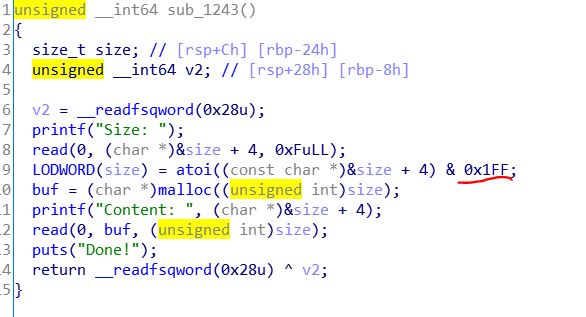 1 unsigned __int64 sub_1243()
2 {
3 size_t size; // [rsp+Ch] [rbp-24h]
4 unsigned __int64 v2; // [rsp+28h] [rbp-8h]
5
6 v2 = __readfsqword(0x28u);
7 printf("Size: ");
8 read(0, (char *)&size + 4, 0xFuLL);
9 LODWORD(size) = atoi((const char *)&size + 4) & 0x1FF;
10 buf = (char *)malloc((unsigned int)size);
11 printf("Content: ", (char *)&size + 4);
12 read(0, buf, (unsigned int)size);
13 puts("Done!");
14 return __readfsqword(0x28u) ^ v2;
15 }